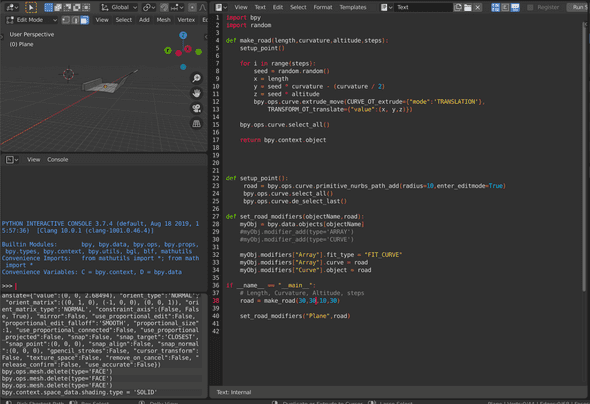 Edit Mode
Global
View
Select
Add
Mesh
Vertex
View
Text
Edit
Select
Format
Templates
Text
Register
User Perspective
(0) Plane
View
Console
PYTHON INTERACTIVE CONSOLE 3.7.4 (default, Aug 18 2019, 1
5:57:36)  [Clang 10.0.1 (clang-1001.0.46.4)]
Builtin Modules:       bpy, bpy.data, bpy.ops, bpy.props,
bpy.types, bpy.context, bpy.utils, bgl, blf, mathutils
Convenience Imports:   from mathutils import *; from math
import *
Convenience Variables: C = bpy.context, D = bpy.data
>>>
anslate={"value":(0, 0, 2.68494), "orient_type":'NORMAL',
"orient_matrix":((0, 1, 0), (-1, 0, 0), (0, 0, 1)), "ori
ent_matrix_type":'NORMAL', "constraint_axis":(False, Fals
e, True), "mirror":False, "use_proportional_edit":False,
"proportional_edit_falloff":'SMOOTH', "proportional_size"
:1, "use_proportional_connected":False, "use_proportional
_projected":False, "snap":False, "snap_target":'CLOSEST',
"snap_point":(0, 0, 0), "snap_align":False, "snap_normal
":(0, 0, 0), "gpencil_strokes":False, "cursor_transform":
False, "texture_space":False, "remove_on_cancel":False, "
release_confirm":False, "use_accurate":False})
bpy.ops.mesh.delete(type='FACE')
bpy.ops.mesh.delete(type='FACE')
bpy.ops.mesh.delete(type='FACE')
bpy.context.space_data.shading.type = 'SOLID'
1 import bpy
2 import random
3
4 def make_road(length,curvature,altitude,steps):
5     setup_point()
6
7     for i in range(steps):
8         seed = random.random()
9         x = length
10         y = seed * curvature - (curvature / 2)
11         z = seed * altitude
12         bpy.ops.curve.extrude_move(CURVE_OT_extrude={"mode":'TRANSLATION'},
13             TRANSFORM_OT_translate={"value":(x, y,z)})
14
15     bpy.ops.curve.select_all()
16
17     return bpy.context.object
18
19
20
21
22 def setup_point():
23     road = bpy.ops.curve.primitive_nurbs_path_add(radius=10,enter_editmode=True)
24     bpy.ops.curve.select_all()
25     bpy.ops.curve.de_select_last()
26
27 def set_road_modifiers(objectName,road):
28     myObj = bpy.data.objects[objectName]
29     #myObj.modifier_add(type='ARRAY')
30     #myObj.modifier_add(type='CURVE')
31
32     myObj.modifiers["Array"].fit_type = "FIT_CURVE"
33     myObj.modifiers["Array"].curve = road
34     myObj.modifiers["Curve"].object = road
35
36 if __name__ == "__main__":
37     # Length, Curvature, Altitude, steps
38     road = make_road(30,30,10,30)
39
40     set_road_modifiers("Plane",road)
41
42
Text: Internal